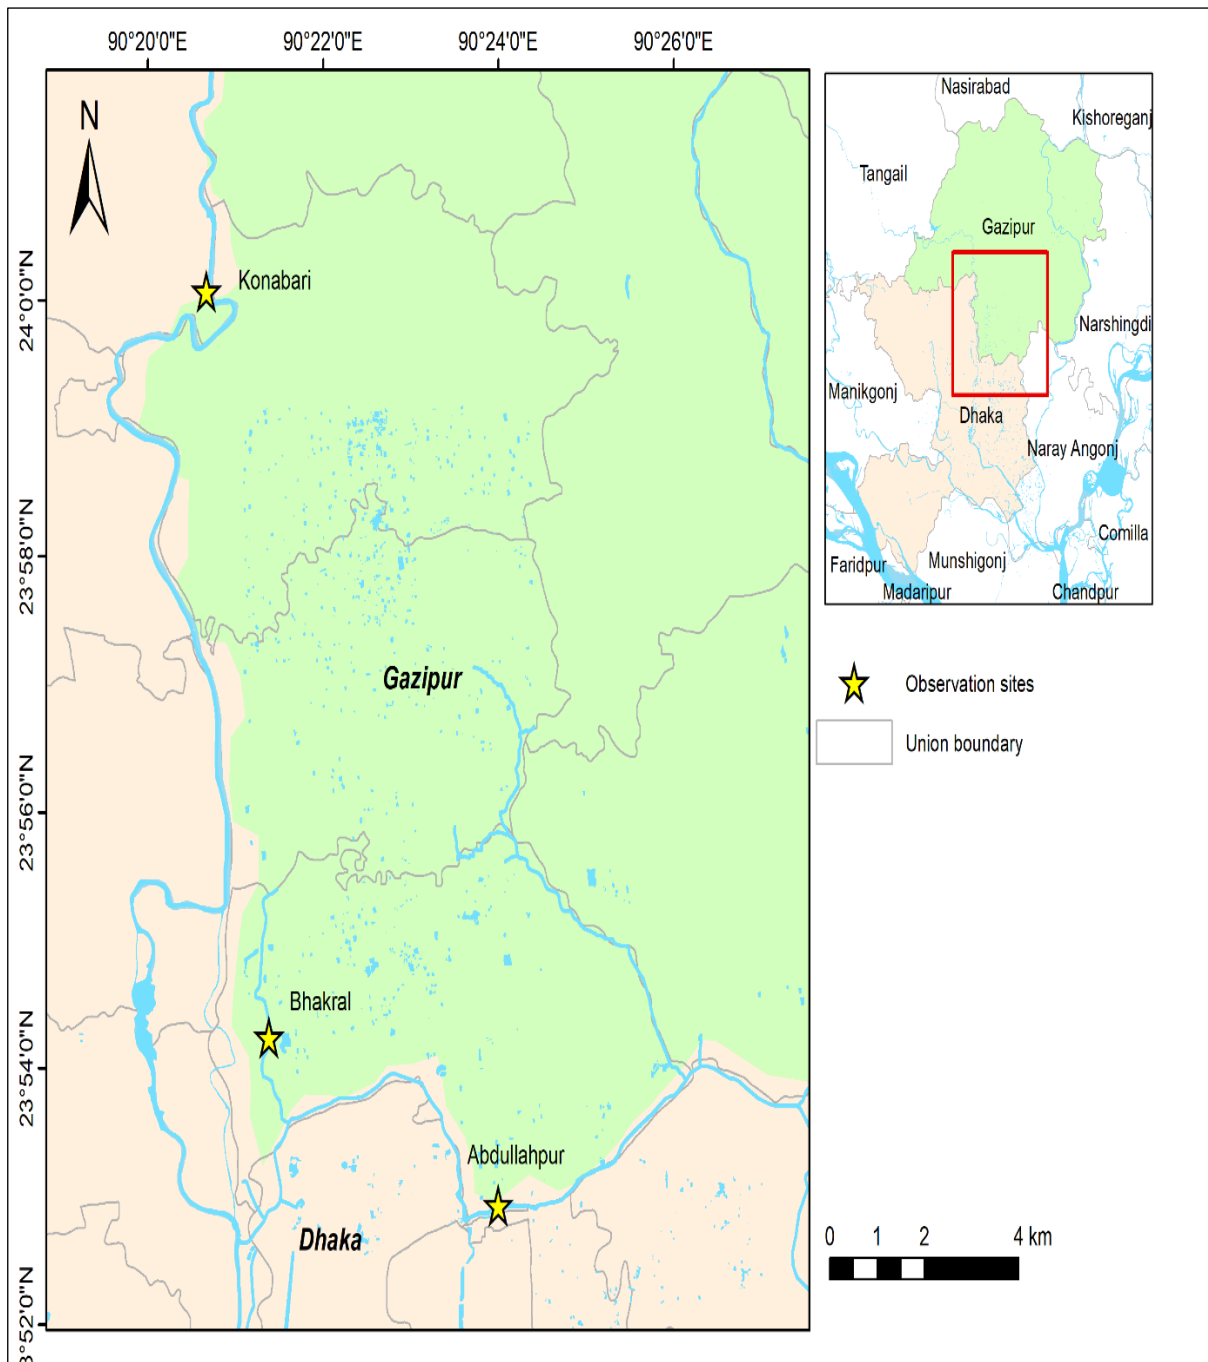 90°20'0"E
90°22'0"E
90°24'0"E
90°26'0"E
N
24°0'0"N
23°58'0"N
23°56'0"N
23°54'0"N
3°52'0"N
Konabari
Gazipur
Bhakral
Abdullahpur
Dhaka
Nasirabad
Kishoreganj
Tangail
Gazipur
Narshingdi
Manikgonj
Dhaka
Naray Angonj
Comilla
Faridpur
Munshigonj
Madaripur
Chandpur
Observation sites
Union boundary
0 1 2 4 km